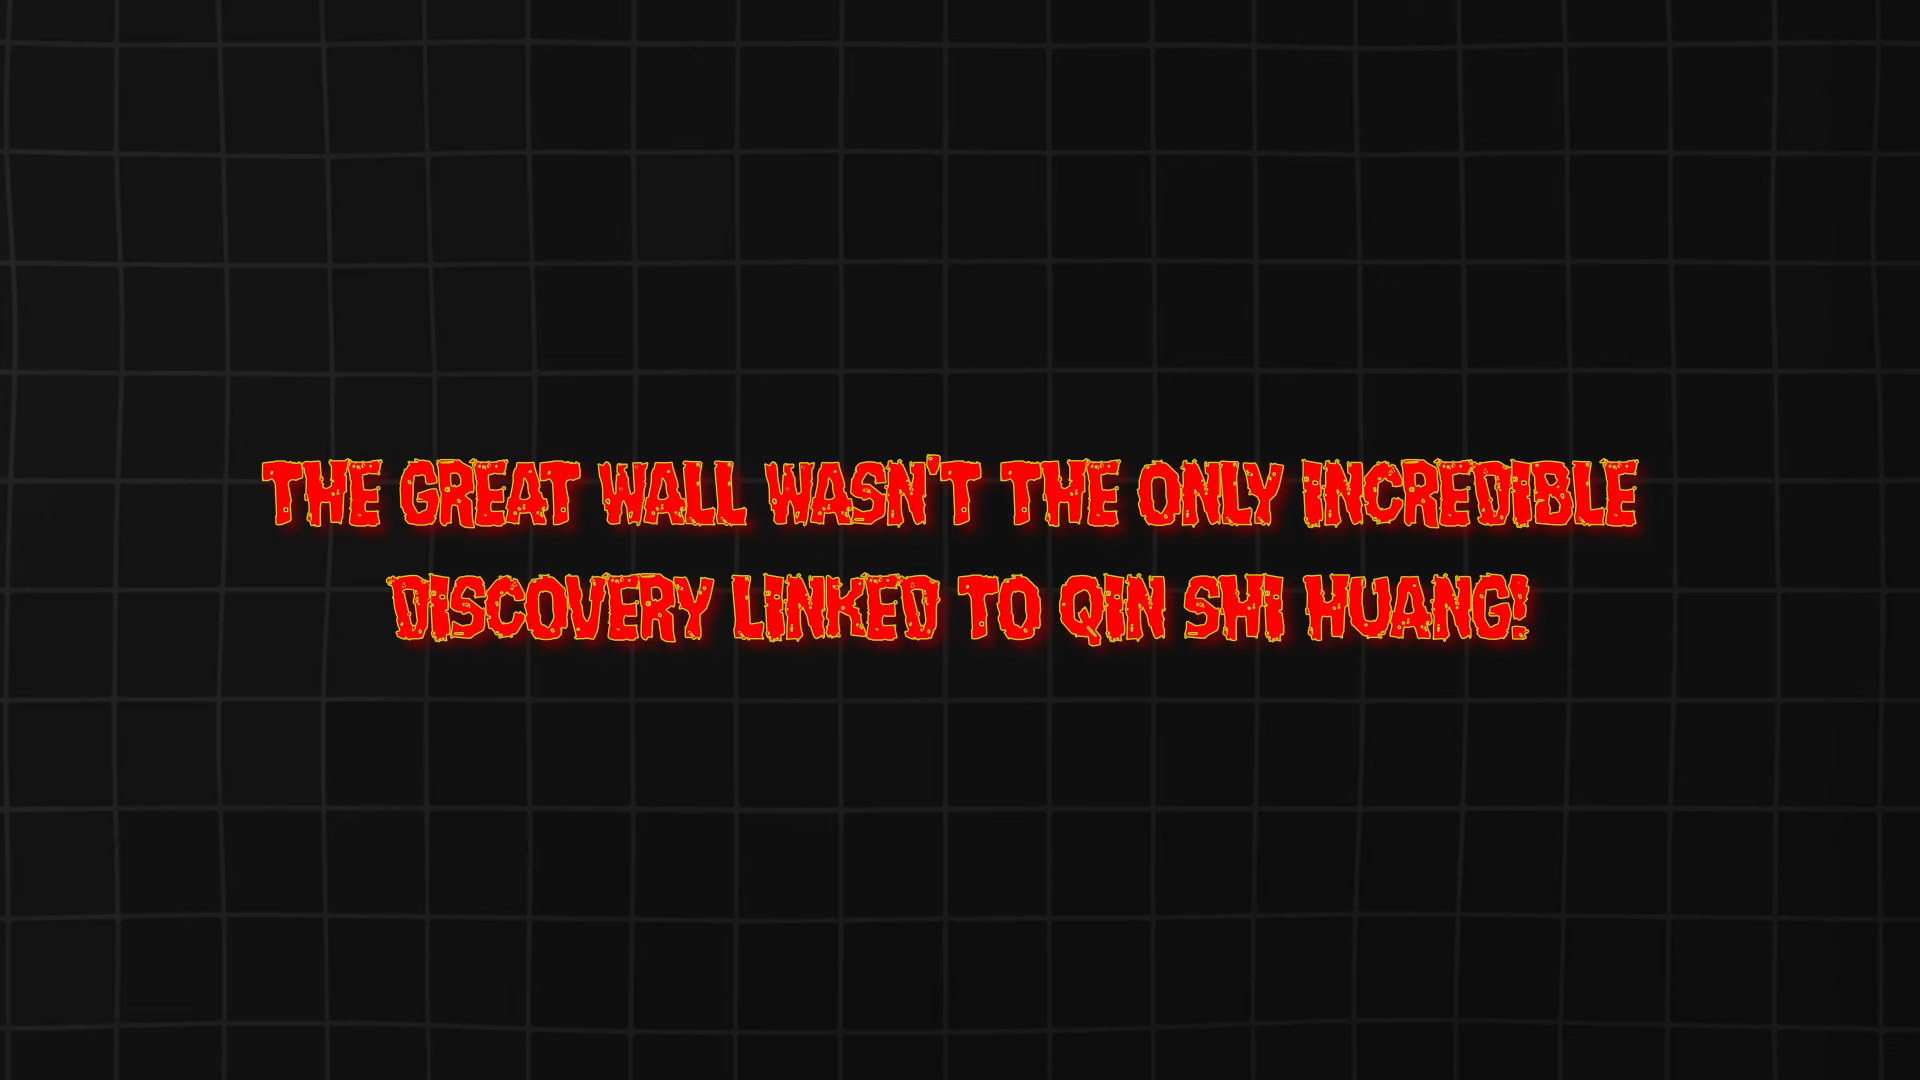 THE GREAT WALL WASN'T THE ONLY INCREDIBLE
DISCOVERY LINKED TO QIN SHI HUANG!